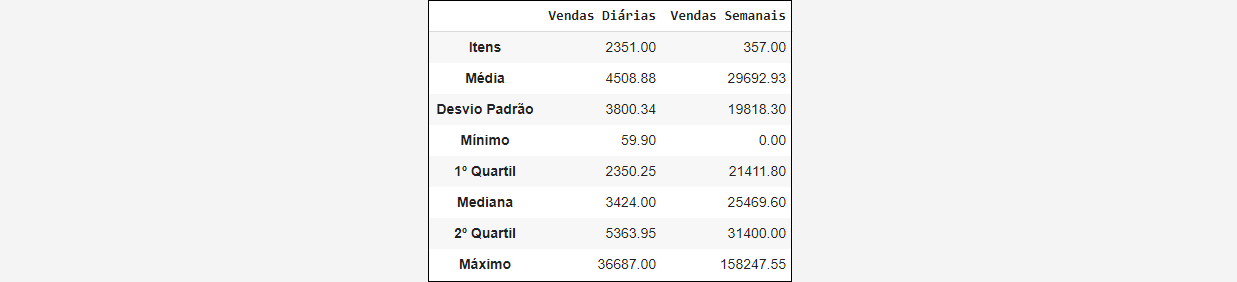 Vendas Diárias Vendas Semanais
Itens 2351.00 357.00
Média 4508.88 29692.93
Desvio Padrão 3800.34 19818.30
Mínimo 59.90 0.00
1º Quartil 2350.25 21411.80
Mediana 3424.00 25469.60
2º Quartil 5363.95 31400.00
Máximo 36687.00 158247.55